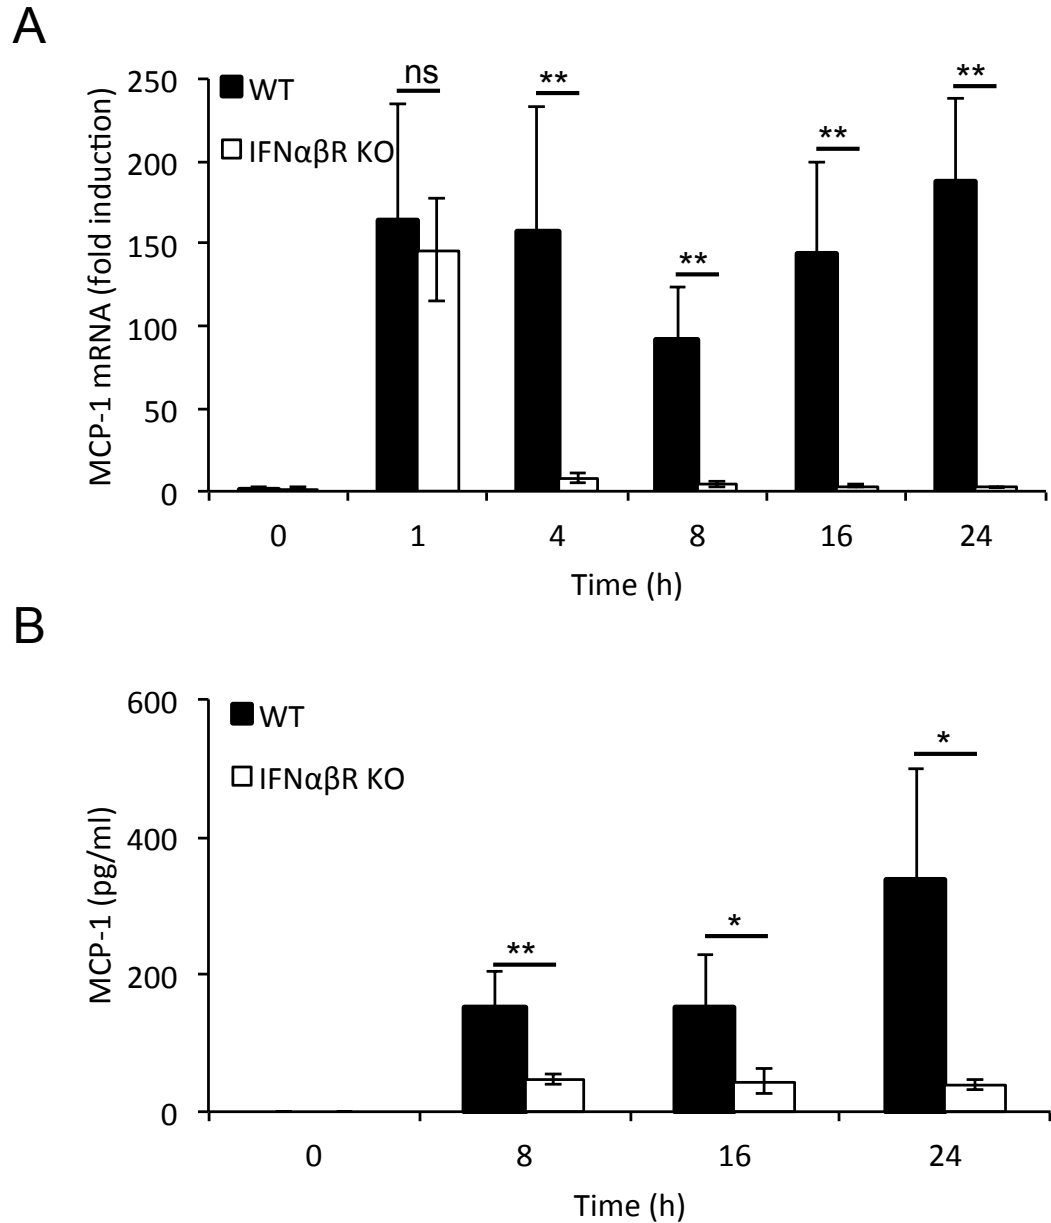 A
MCP-1 mRNA (fold induction)
250
200
150
100
50
0
WT
IFNαβR KO
ns
**
**
**
**
0 1 4 8 16 24
Time (h)
B
MCP-1 (pg/ml)
600
400
200
0
WT
IFNαβR KO
**
*
*
0 8 16 24
Time (h)